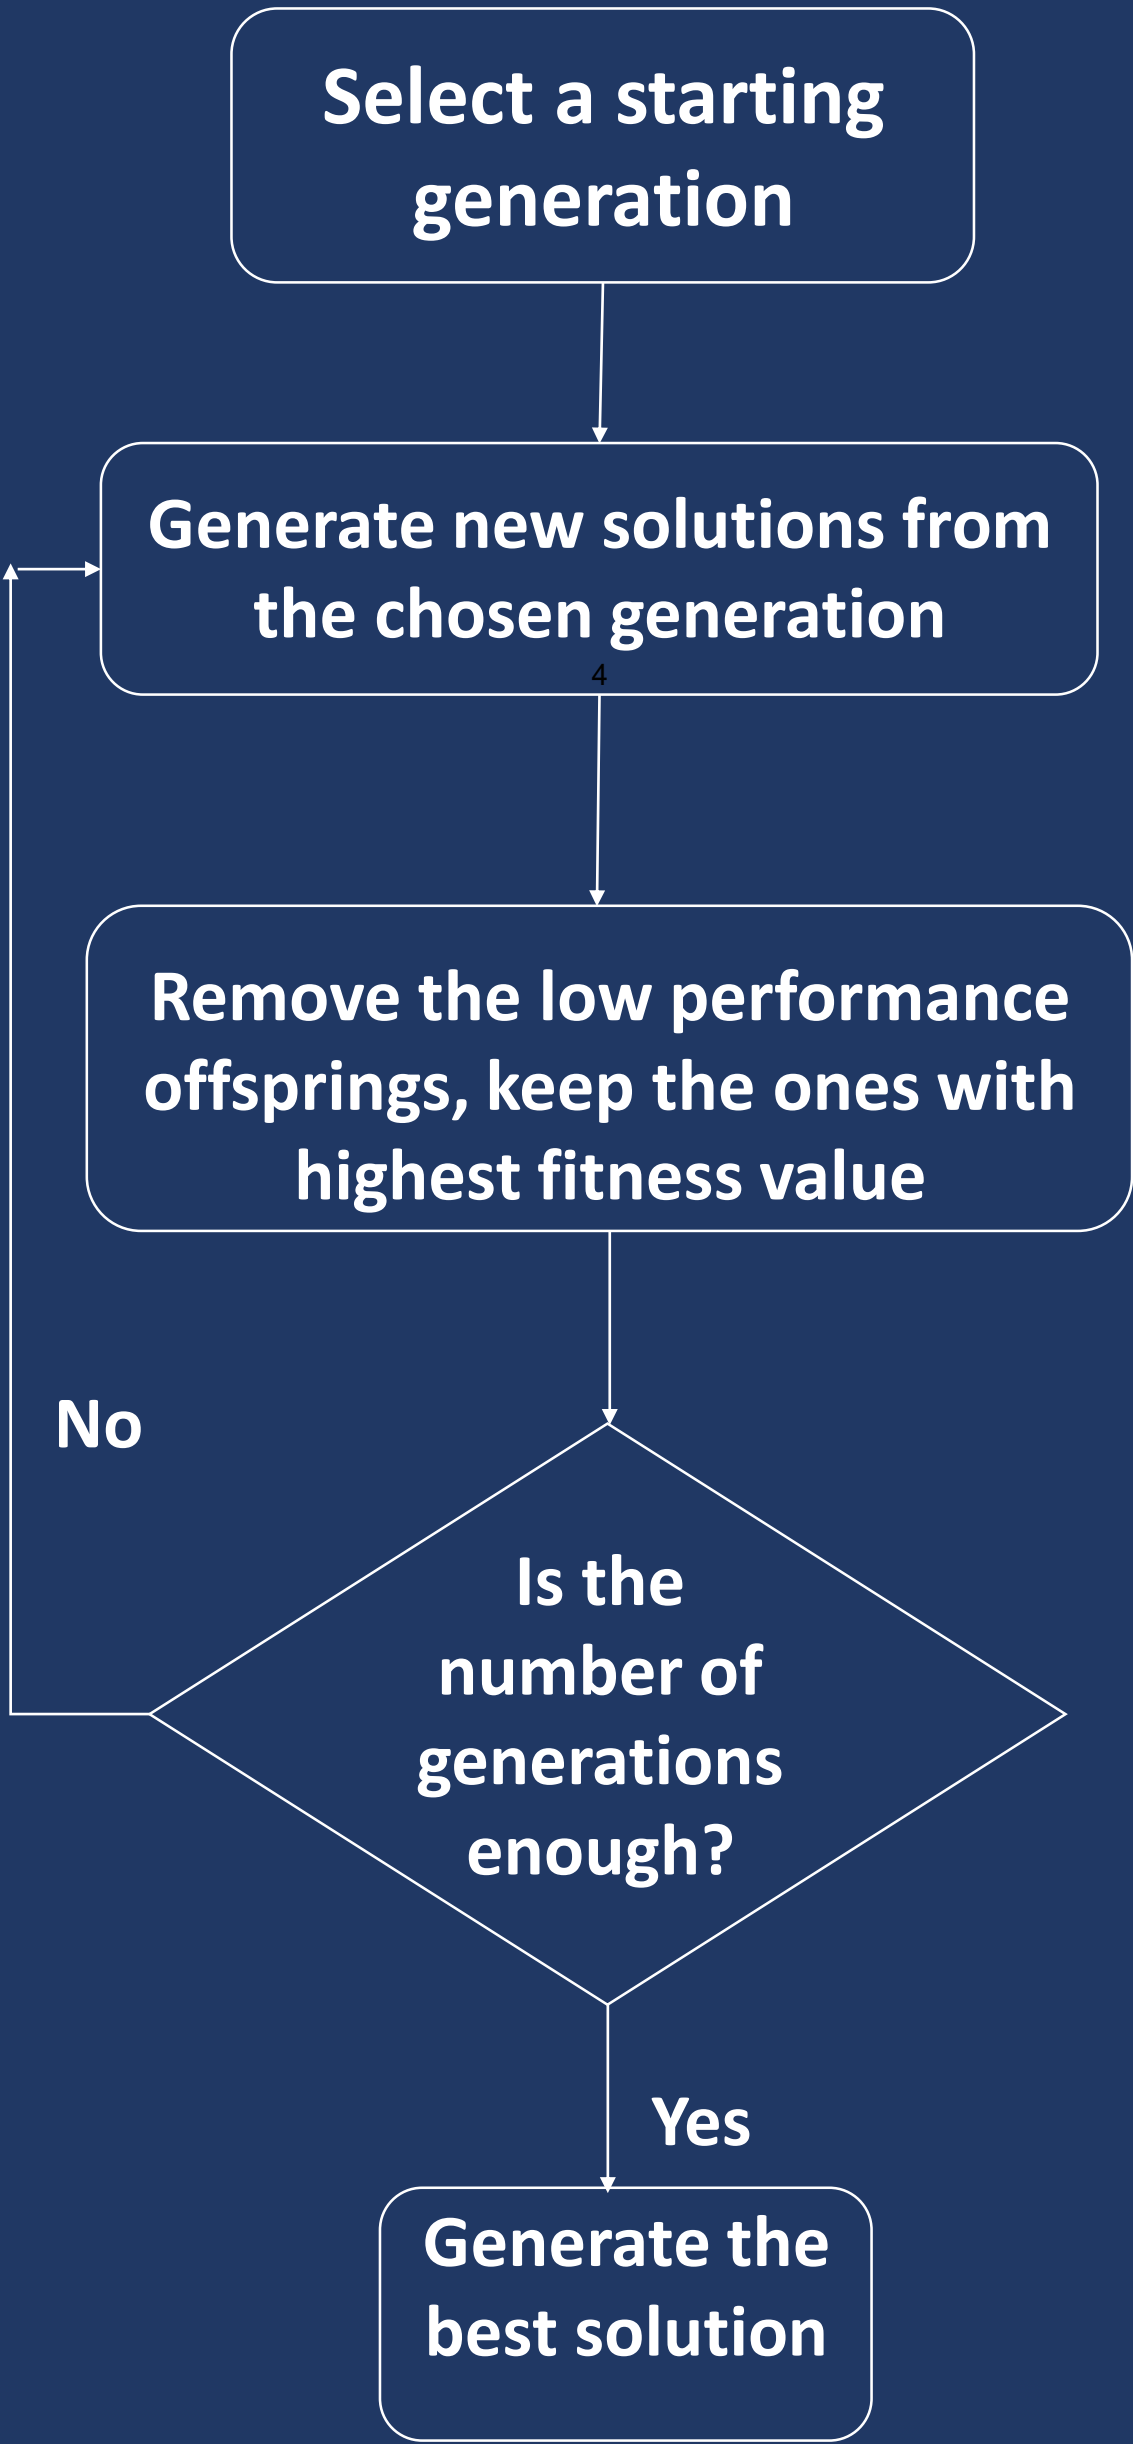 Select a starting
generation
Generate new solutions from
the chosen generation
4
Remove the low performance
offsprings, keep the ones with
highest fitness value
No
Is the
number of
generations
enough?
Yes
Generate the
best solution